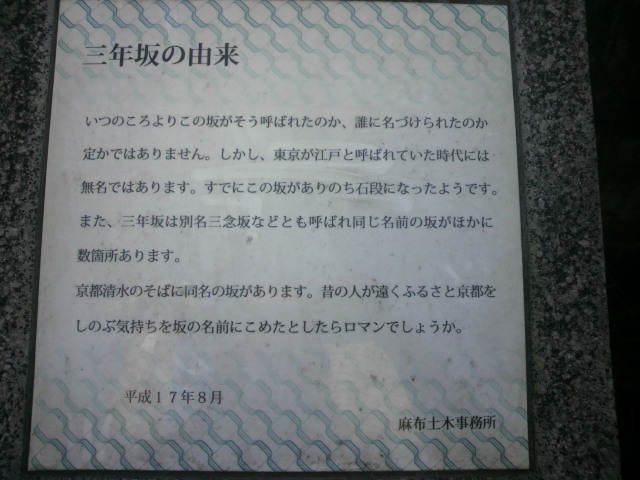 三年坂の由来
いつのころよりこの坂がそう呼ばれたのか、誰に名づけられたのか
定かではありません。しかし、東京が江戸と呼ばれていた時代には
無名ではあります。すでにこの坂がありのち石段になったようです。
また、三年坂は別名三念坂などとも呼ばれ同じ名前の坂がほかに
数箇所あります。
京都清水のそばに同名の坂があります。昔の人が遠くふるさと京都を
しのぶ気持ちを坂の名前にこめたとしたらロマンでしょうか。
平成１７年８月
麻布土木事務所